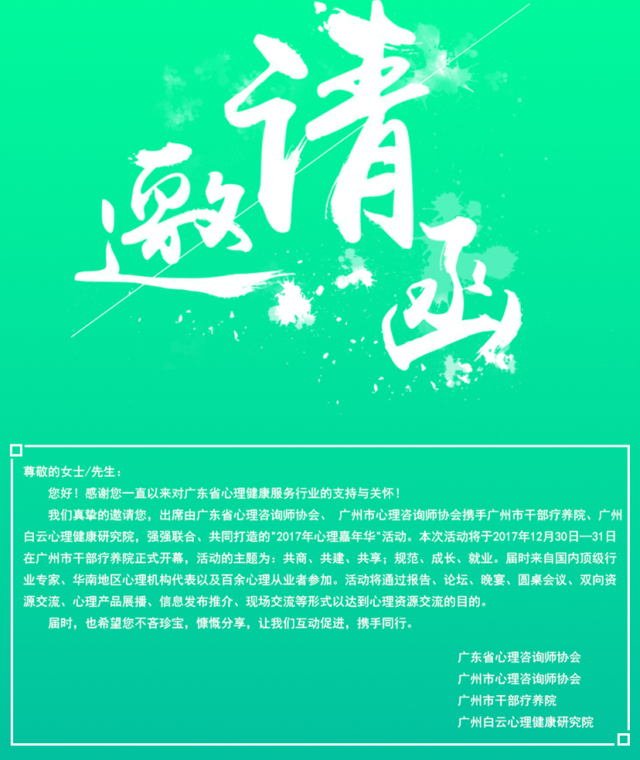 邀请函
尊敬的女士/先生：
您好！感谢您一直以来对广东省心理健康服务行业的支持与关怀！
我们真挚的邀请您，出席由广东省心理咨询师协会、 广州市心理咨询师协会携手广州市干部疗养院、广州
白云心理健康研究院，强强联合、共同打造的"2017年心理嘉年华"活动。本次活动将于2017年12月30日—31日
在广州市干部疗养院正式开幕，活动的主题为：共商、共建、共享；规范、成长、就业。届时来自国内顶级行
业专家、华南地区心理机构代表以及百余心理从业者参加。活动将通过报告、论坛、晚宴、圆桌会议、双向资
源交流、心理产品展播、信息发布推介、现场交流等形式以达到心理资源交流的目的。
届时，也希望您不吝珍宝，慷慨分享，让我们互动促进，携手同行。
广东省心理咨询师协会
广州市心理咨询师协会
广州市干部疗养院
广州白云心理健康研究院